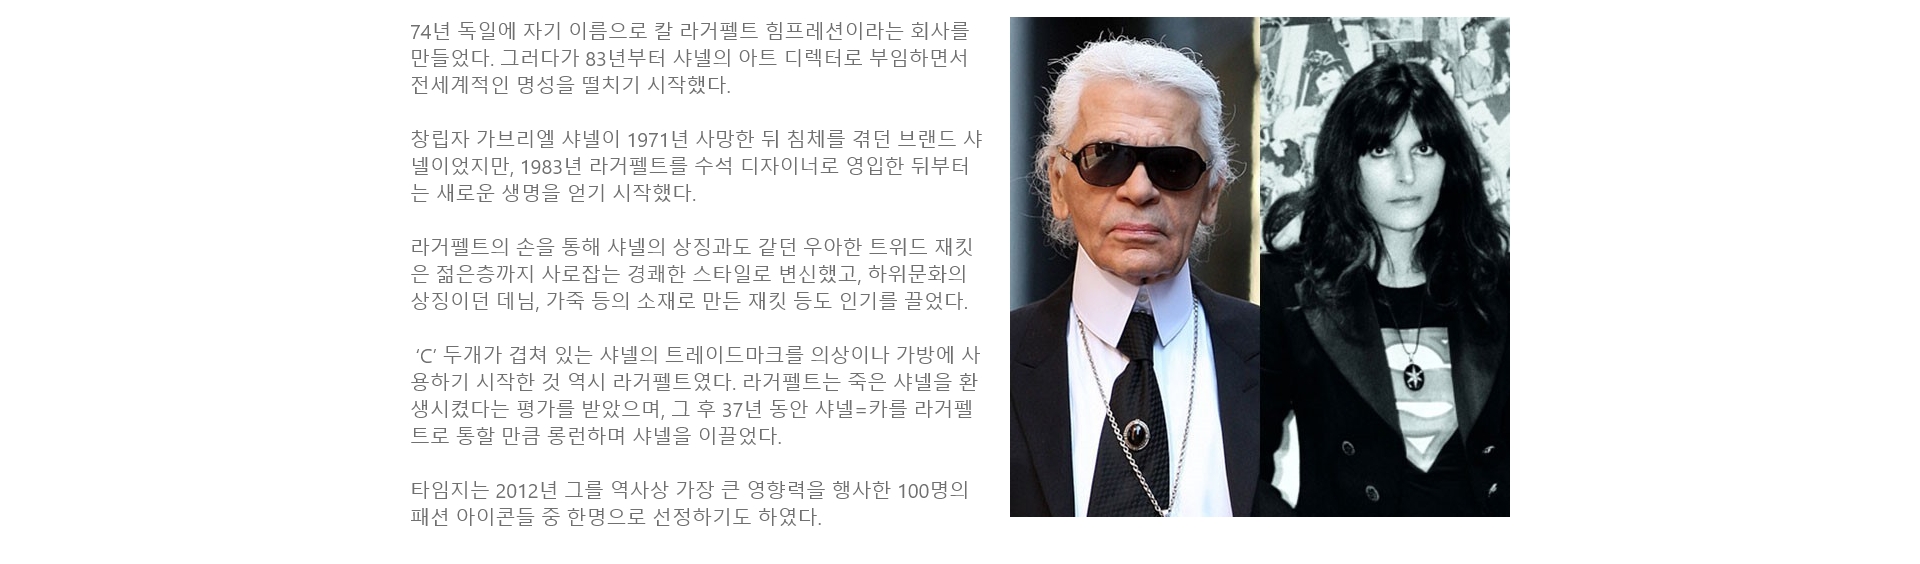 74년 독일에 자기 이름으로 칼 라거펠트 힘프레션이라는 회사를
만들었다. 그러다가 83년부터 샤넬의 아트 디렉터로 부임하면서
전세계적인 명성을 떨치기 시작했다.
창립자 가브리엘 샤넬이 1971년 사망한 뒤 침체를 겪던 브랜드 샤
넬이었지만, 1983년 라거펠트를 수석 디자이너로 영입한 뒤부터
는 새로운 생명을 얻기 시작했다.
라거펠트의 손을 통해 샤넬의 상징과도 같던 우아한 트위드 재킷
은 젊은층까지 사로잡는 경쾌한 스타일로 변신했고, 하위문화의
상징이던 데님, 가죽 등의 소재로 만든 재킷 등도 인기를 끌었다.
‘C’ 두개가 겹쳐 있는 샤넬의 트레이드마크를 의상이나 가방에 사
용하기 시작한 것 역시 라거펠트였다. 라거펠트는 죽은 샤넬을 환
생시켰다는 평가를 받았으며, 그 후 37년 동안 샤넬=카를 라거펠
트로 통할 만큼 롱런하며 샤넬을 이끌었다.
타임지는 2012년 그를 역사상 가장 큰 영향력을 행사한 100명의
패션 아이콘들 중 한명으로 선정하기도 하였다.